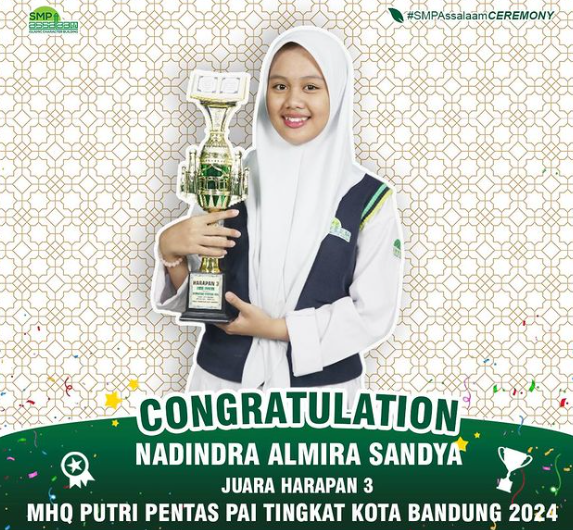 SMP
ASSALAAM
#SMPAssalaamCEREMONY
HARAPAN 3
CONGRATULATION
NADINDRA ALMIRA SANDYA
JUARA HARAPAN 3
MHQ PUTRI PENTAS PAI TINGKAT KOTA BANDUNG 2024